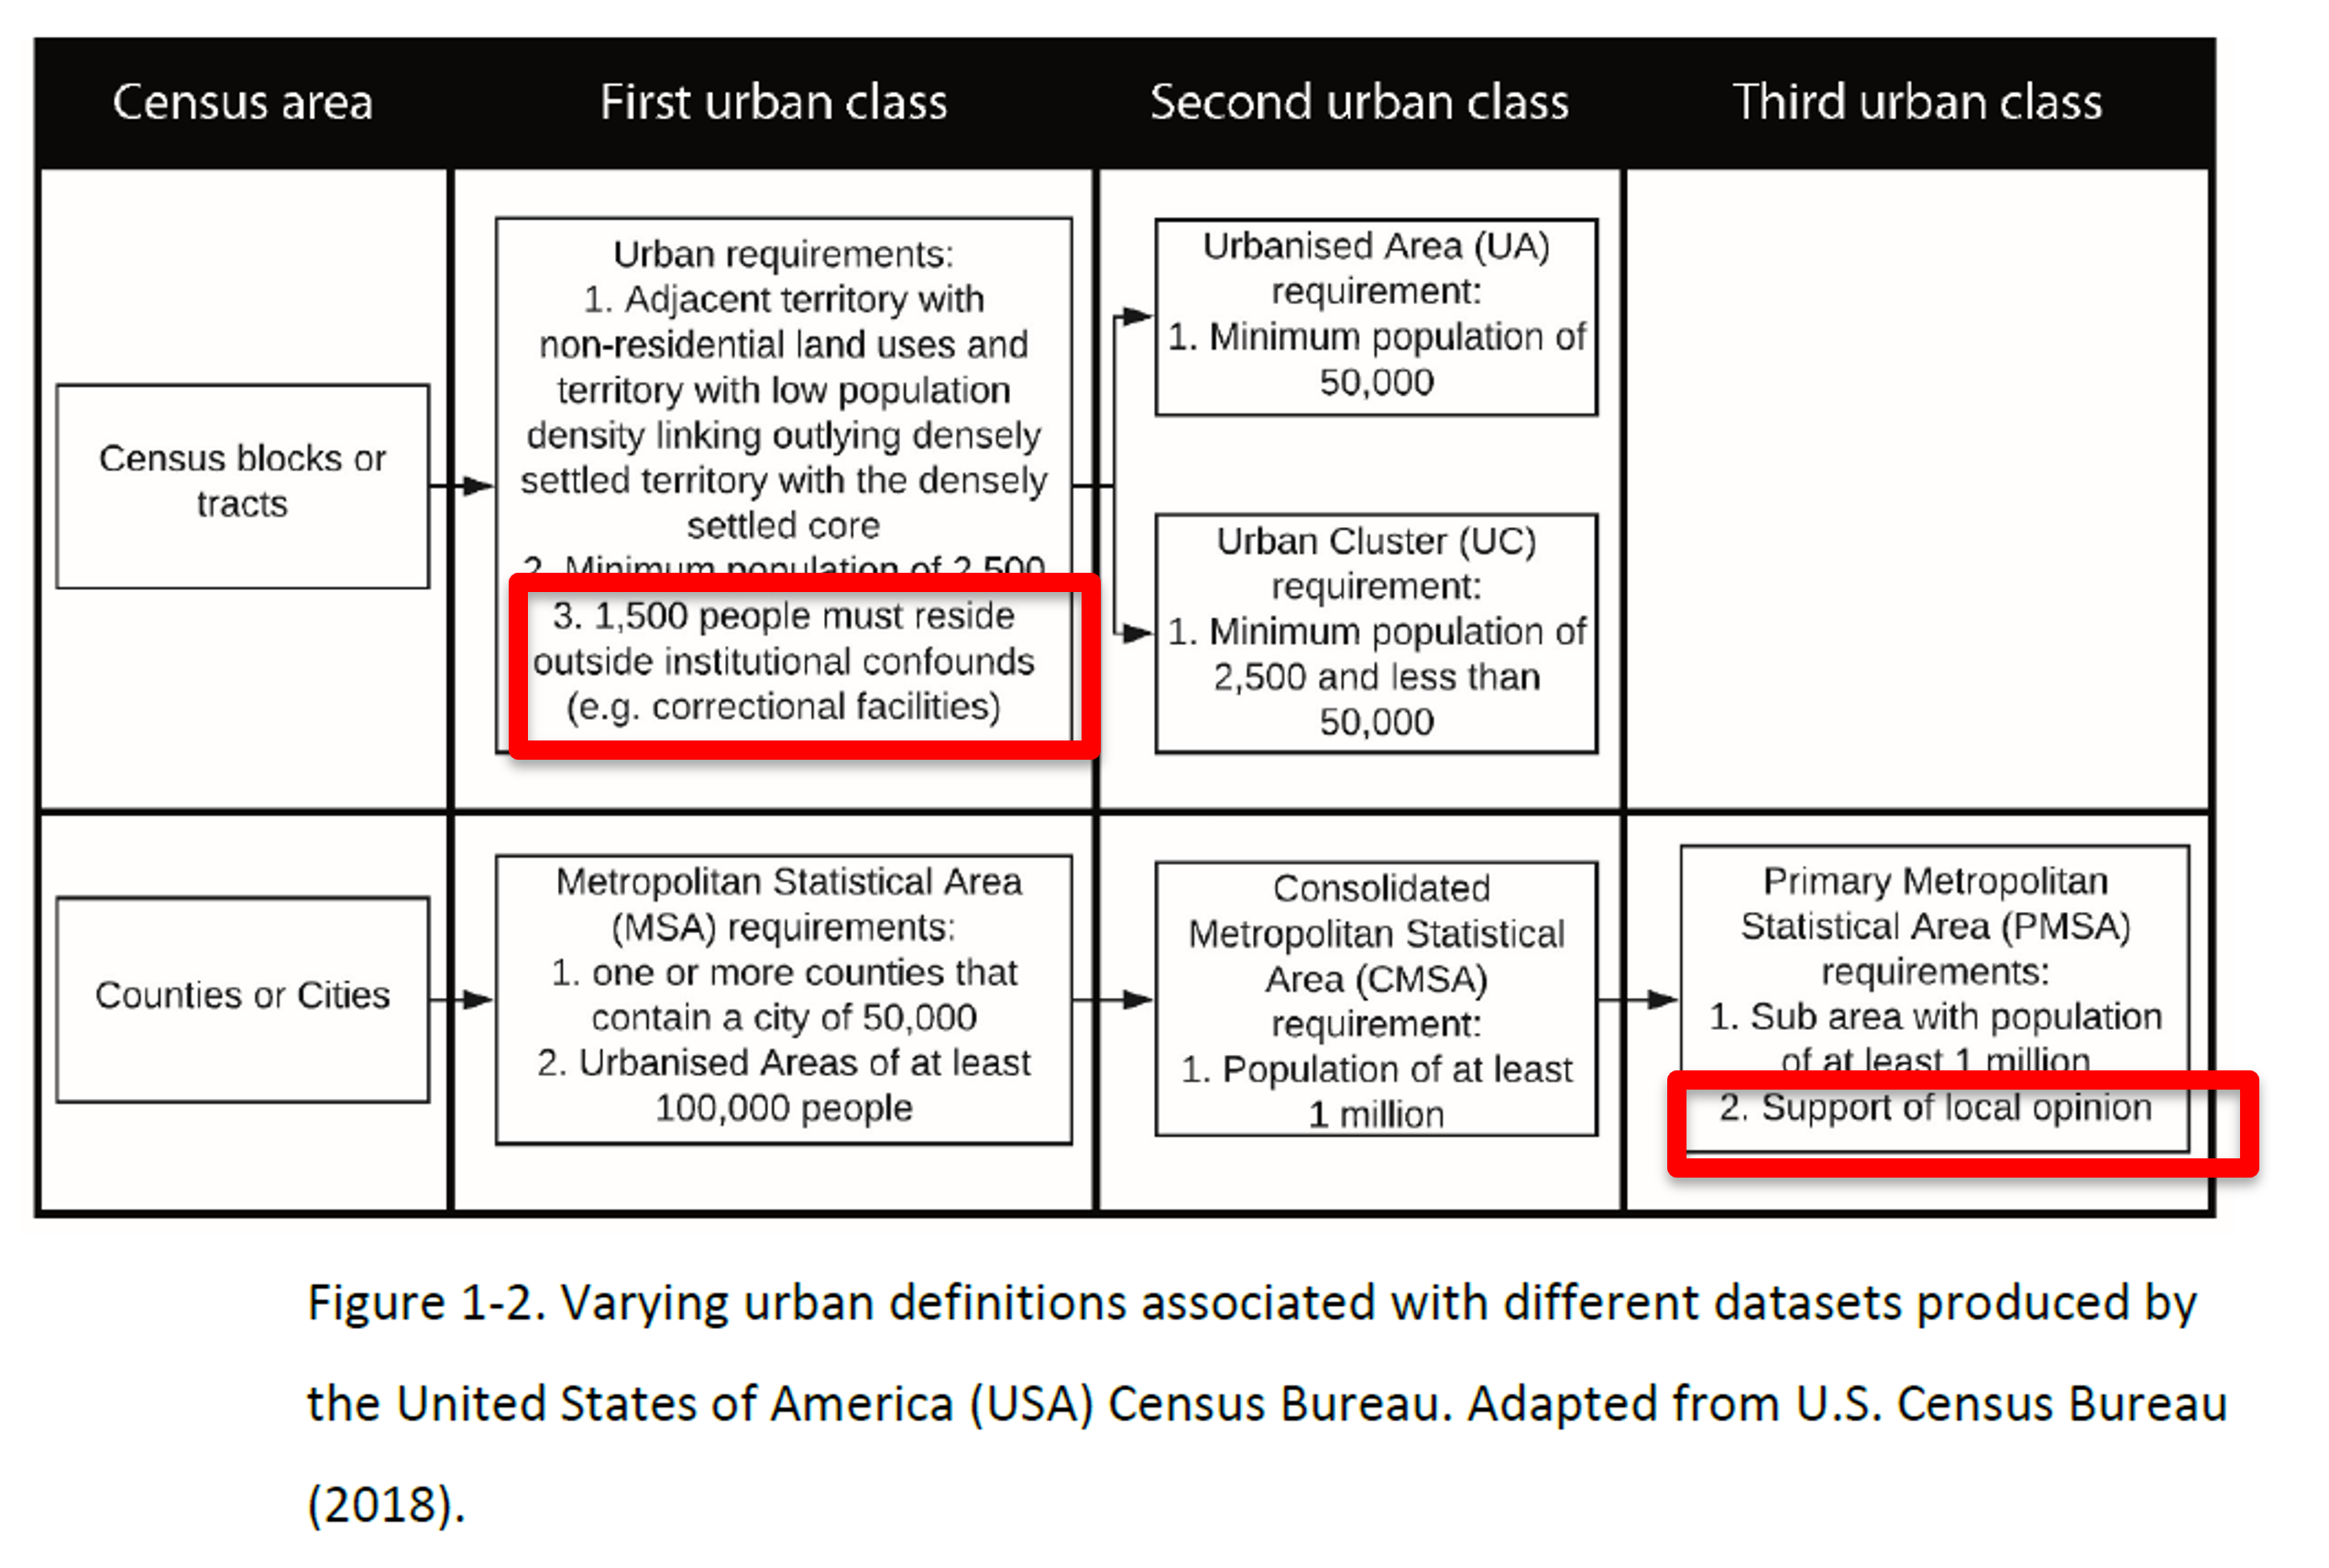 Census area
First urban class
Second urban class
Third urban class
Census blocks or
tracts
Urban requirements:
1. Adjacent territory with
non-residential land uses and
territory with low population
density linking outlying densely
settled territory with the densely
settled core
2. Minimum population of 2,500
3. 1,500 people must reside
outside institutional confounds
(e.g. correctional facilities)
Urbanised Area (UA)
requirement:
1. Minimum population of
50,000
Urban Cluster (UC)
requirement:
1. Minimum population of
2,500 and less than
50,000
Counties or Cities
Metropolitan Statistical Area
(MSA) requirements:
1. one or more counties that
contain a city of 50,000
2. Urbanised Areas of at least
100,000 people
Consolidated
Metropolitan Statistical
Area (CMSA)
requirement:
1. Population of at least
1 million
Primary Metropolitan
Statistical Area (PMSA)
requirements:
1. Sub area with population
of at least 1 million
2. Support of local opinion
Figure 1-2. Varying urban definitions associated with different datasets produced by
the United States of America (USA) Census Bureau. Adapted from U.S. Census Bureau
(2018).